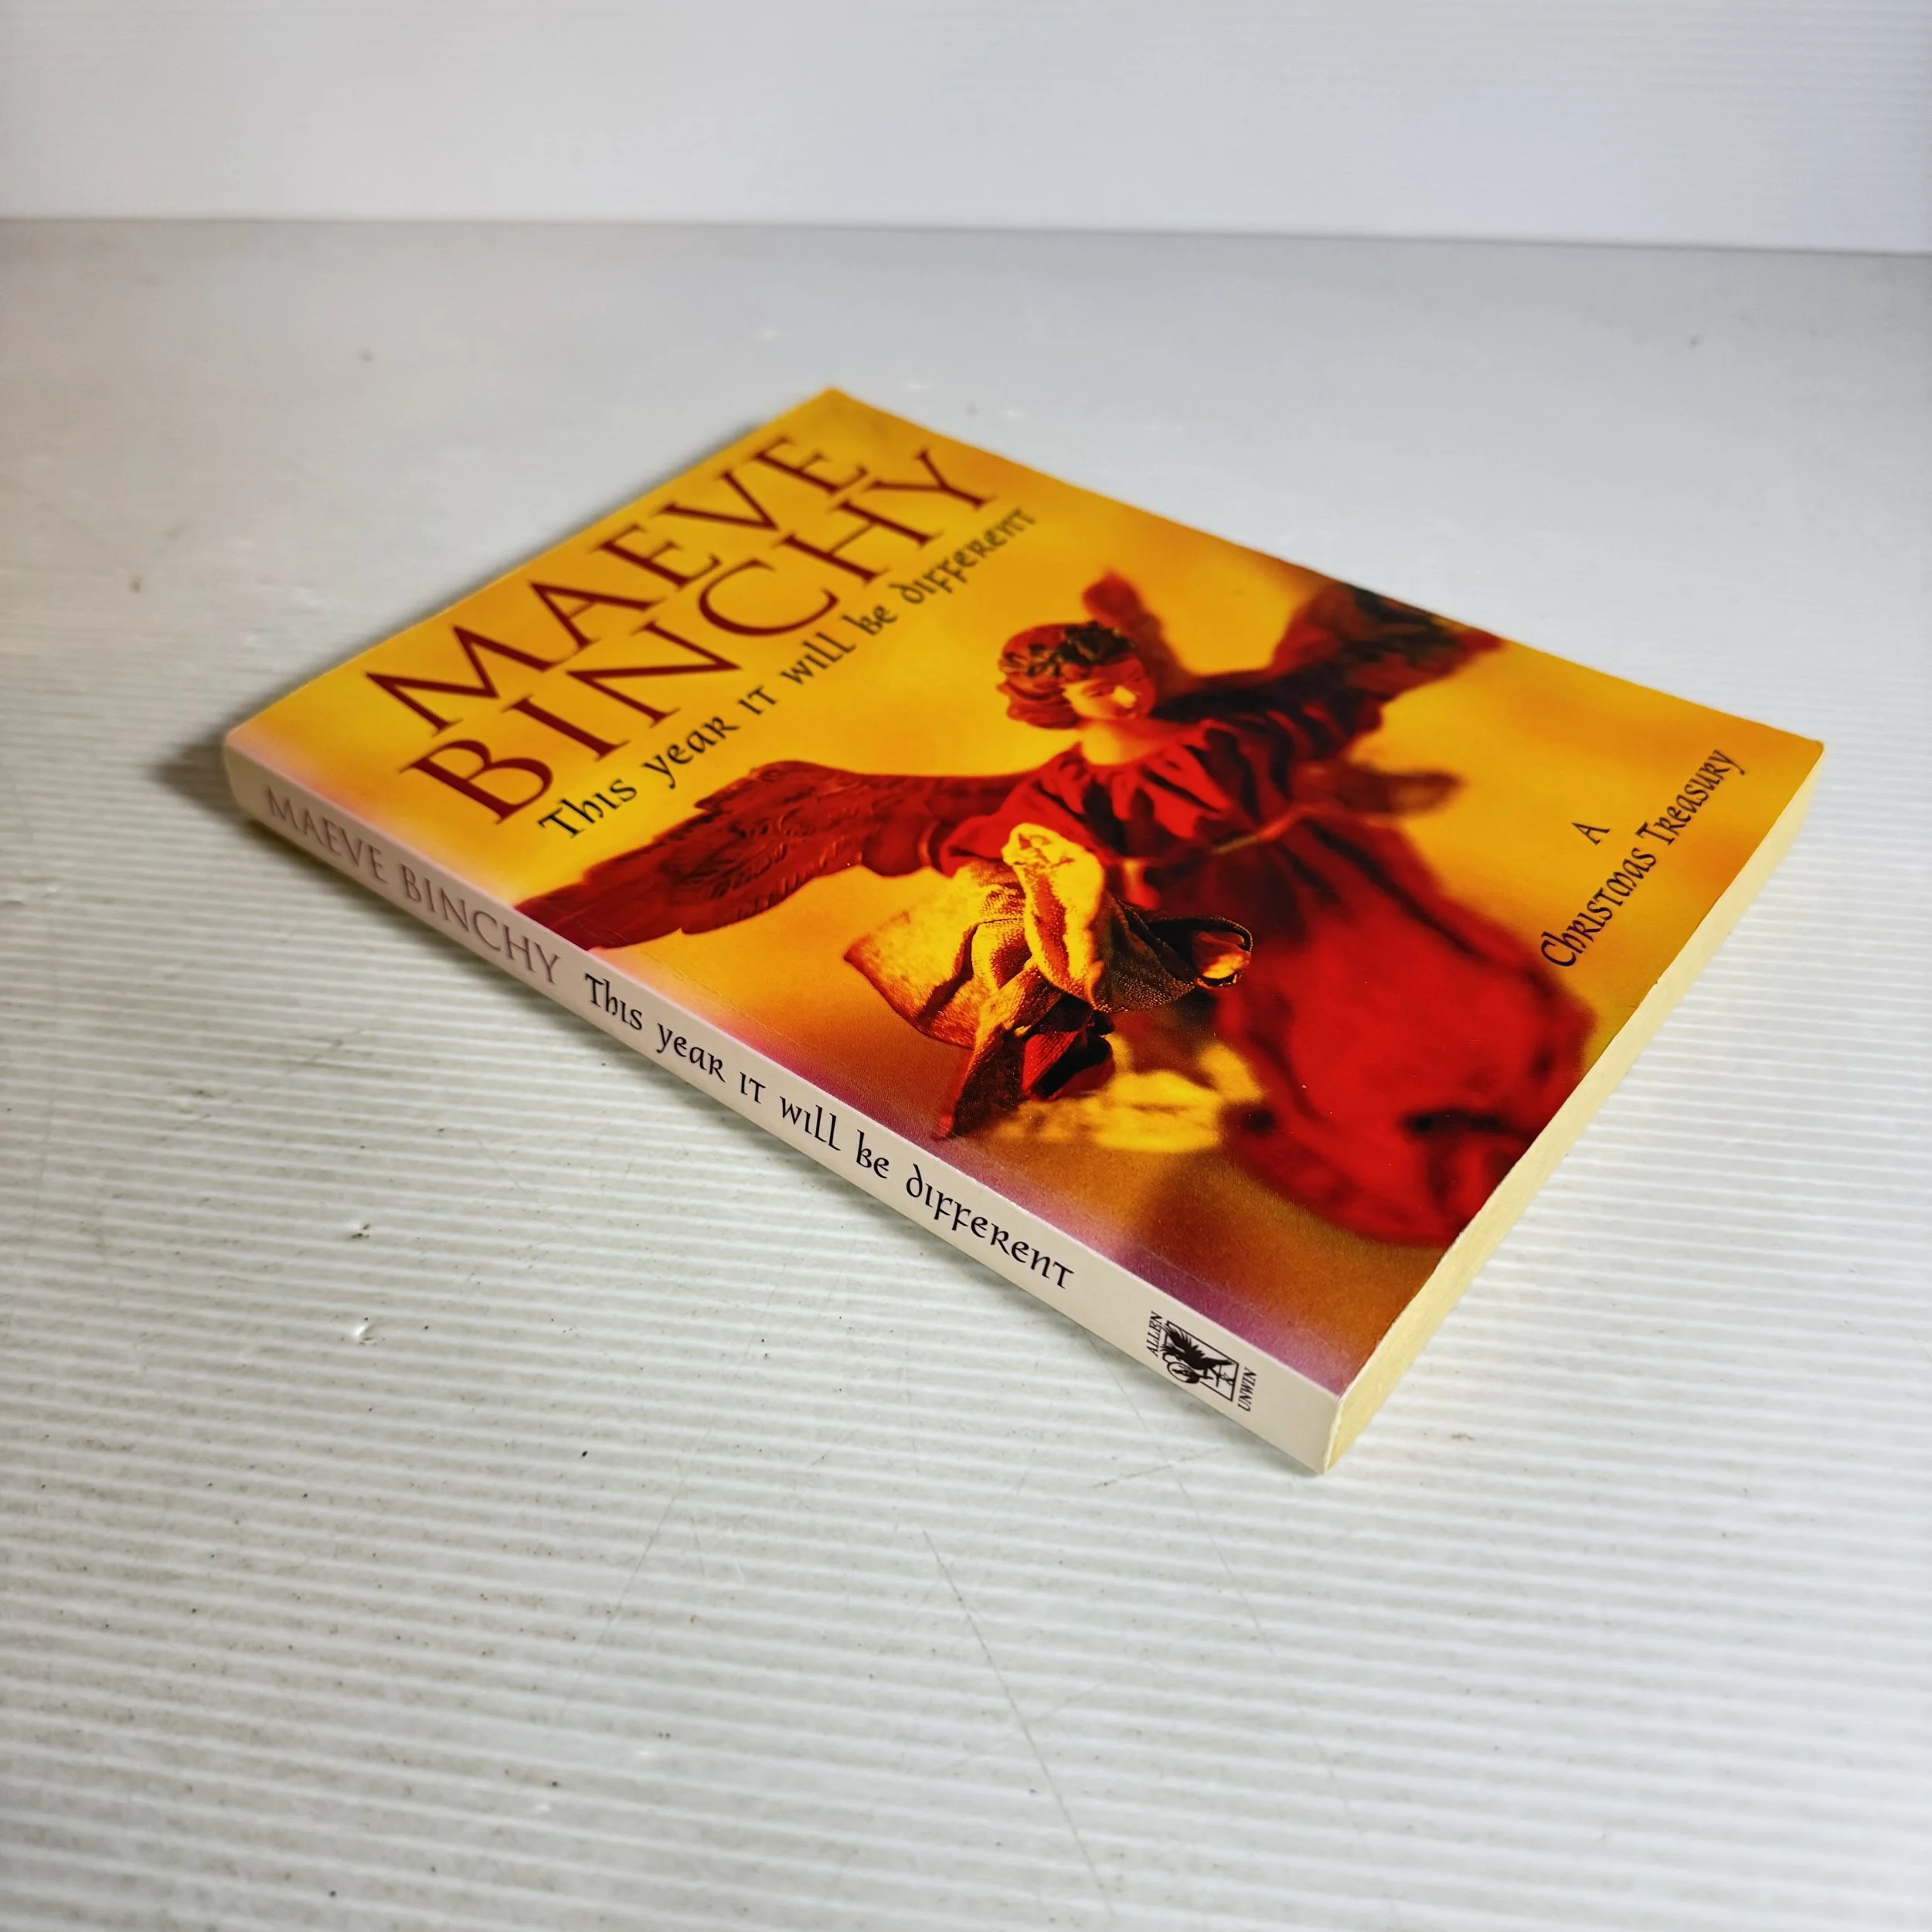 MAEVE
BINCHY
This year it will be different
A
Christmas Treasury
MAEVE BINCHY This year it will be different
ALLEN
A&U
UNWIN